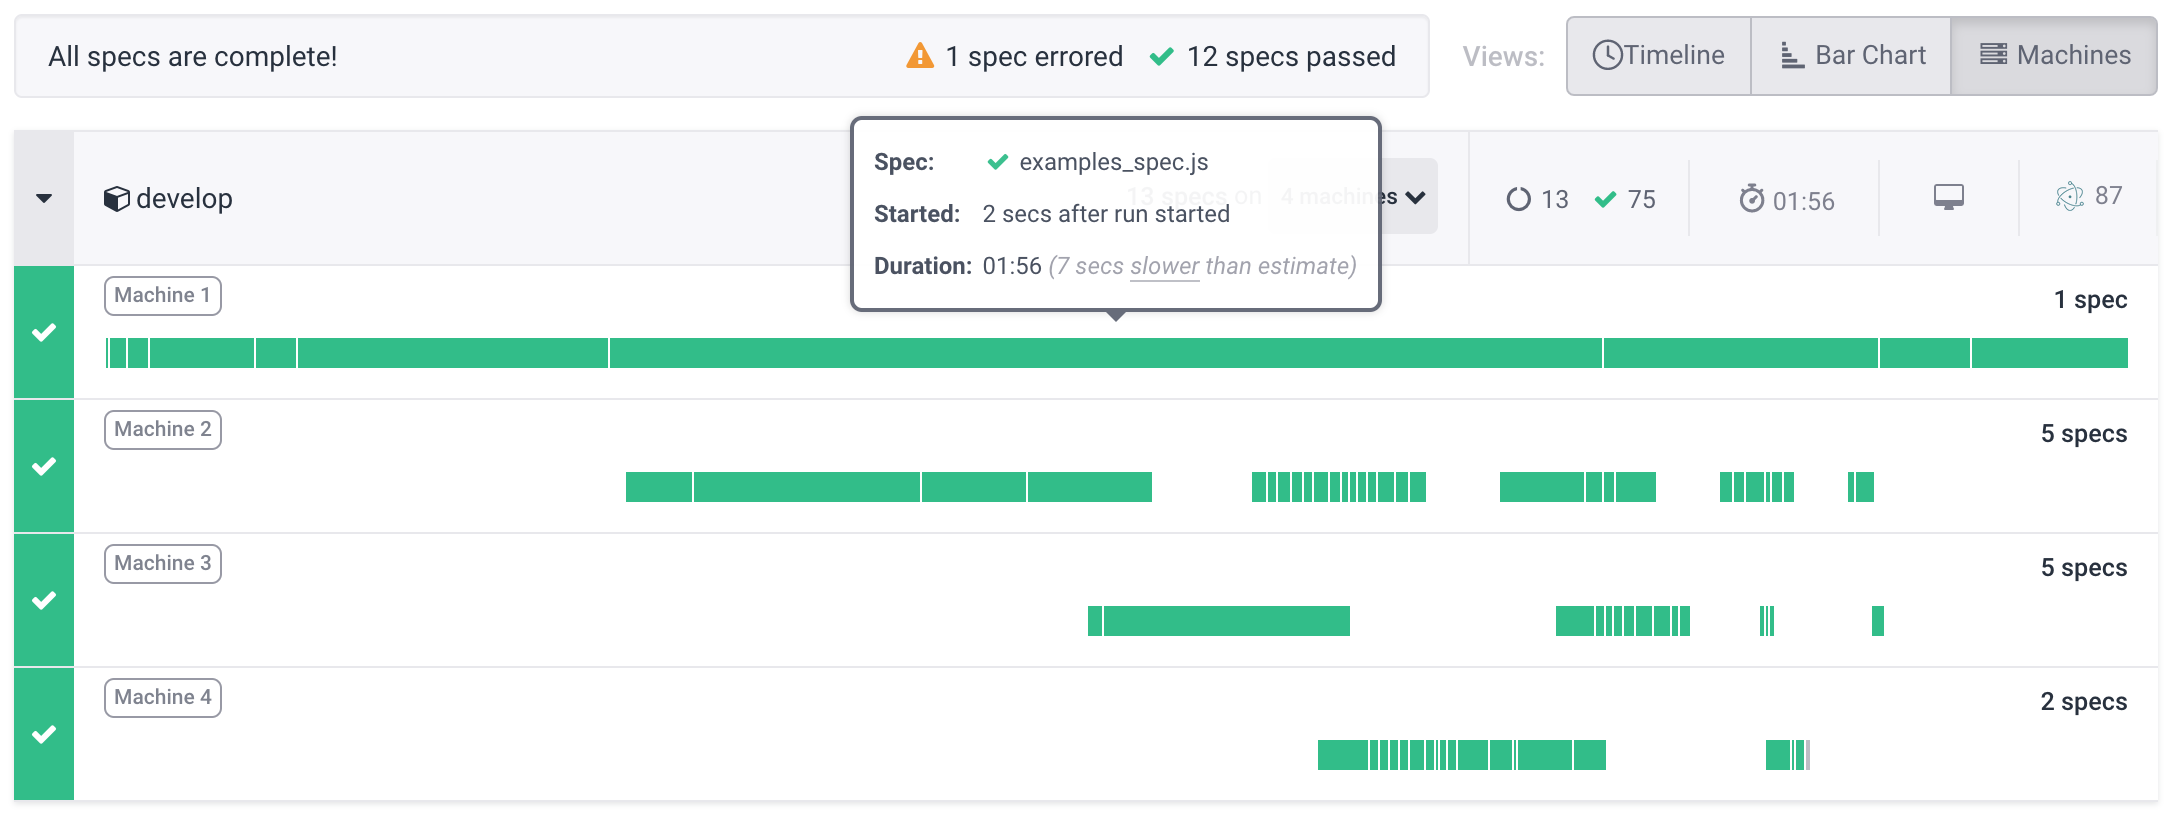 All specs are complete! 1 spec errored 12 specs passed Views: Timeline Bar Chart Machines
Spec: examples_spec.js
develop 13 specs on 4 machines 13 75 01:56 87
Started: 2 secs after run started
Duration: 01:56 (7 secs slower than estimate)
Machine 1 1 spec
Machine 2 5 specs
Machine 3 5 specs
Machine 4 2 specs